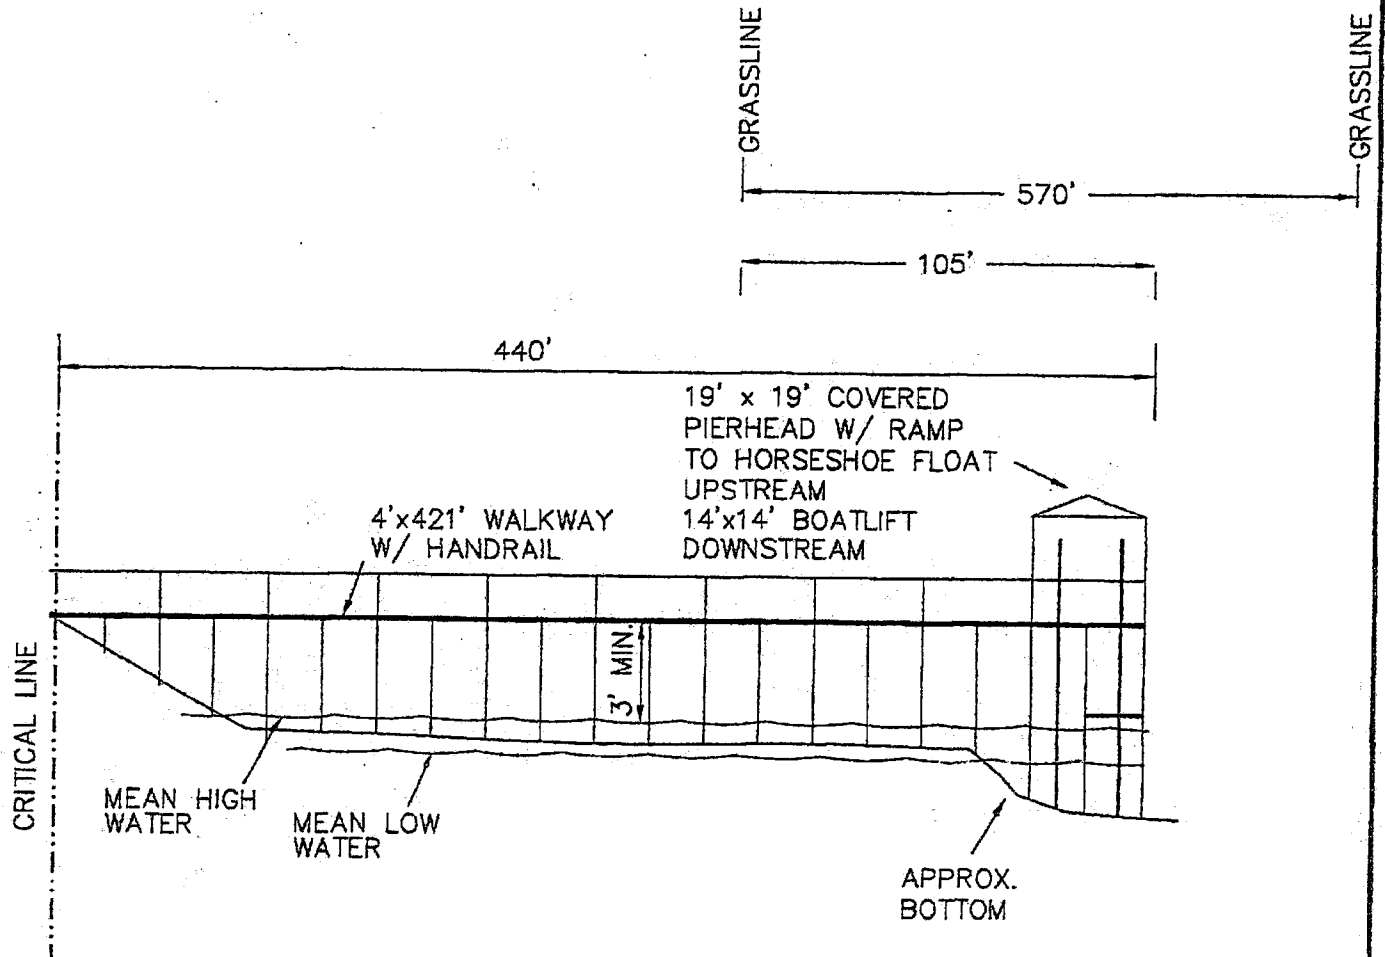 GRASSLINE
GRASSLINE
570'
105'
440'
19' x 19' COVERED
PIERHEAD W/ RAMP
TO HORSESHOE FLOAT
UPSTREAM
14'x14' BOATLIFT
DOWNSTREAM
4'x421' WALKWAY
W/ HANDRAIL
3' MIN.
CRITICAL LINE
MEAN HIGH
WATER
MEAN LOW
WATER
APPROX.
BOTTOM